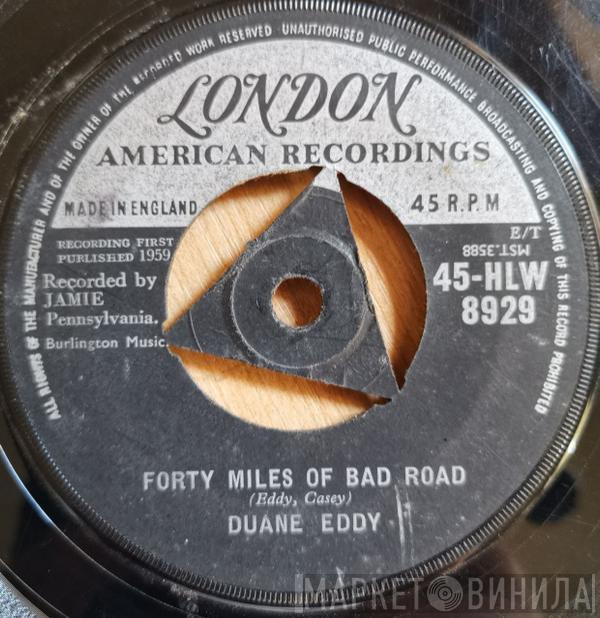 ALL RIGHTS OF THE MANUFACTURER AND OF THE OWNER OF THE RECORDED WORK RESERVED UNAUTHORISED PUBLIC PERFORMANCE BROADCASTING AND COPYING OF THIS RECORD PROHIBITED
LONDON
AMERICAN RECORDINGS
MADE IN ENGLAND
45 R.P.M
E/T
RECORDING FIRST
PUBLISHED 1959
MST.3588
Recorded by
JAMIE
Pennsylvania.
Burlington Music.
45-HLW
8929
FORTY MILES OF BAD ROAD
(Eddy, Casey)
DUANE EDDY
МАРКЕТ ВИНИЛА